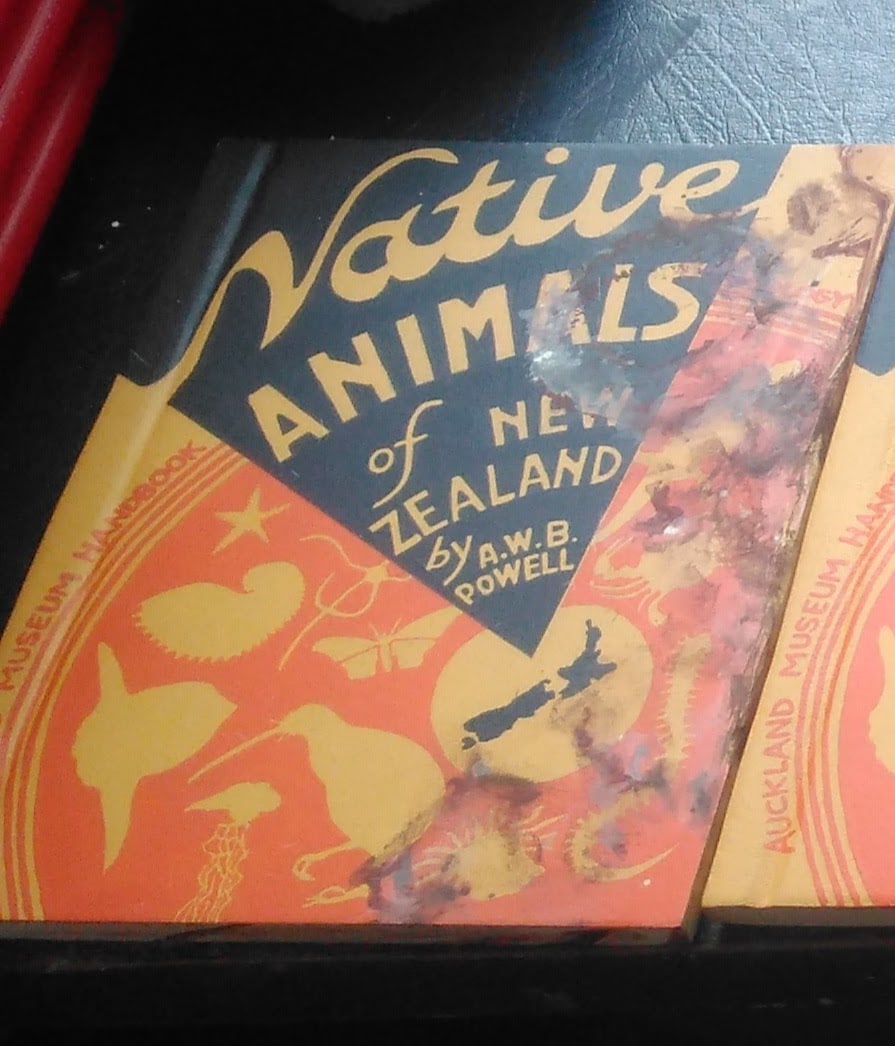 Native
ANIMALS
of NEW
ZEALAND
by A.W.B.
POWELL
MUSEUM HANDBOOK
AUCKLAND MUSEUM